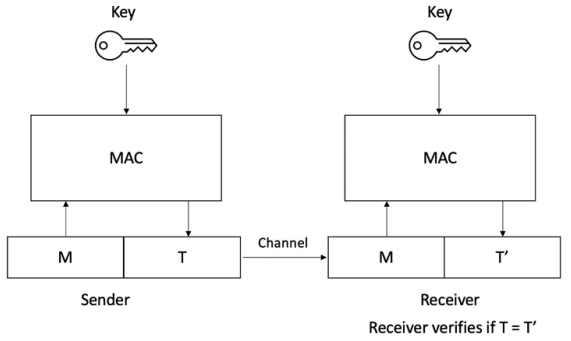 Key
Key
MAC
MAC
M
T
Channel
M
T′
Sender
Receiver
Receiver verifies if T = T′